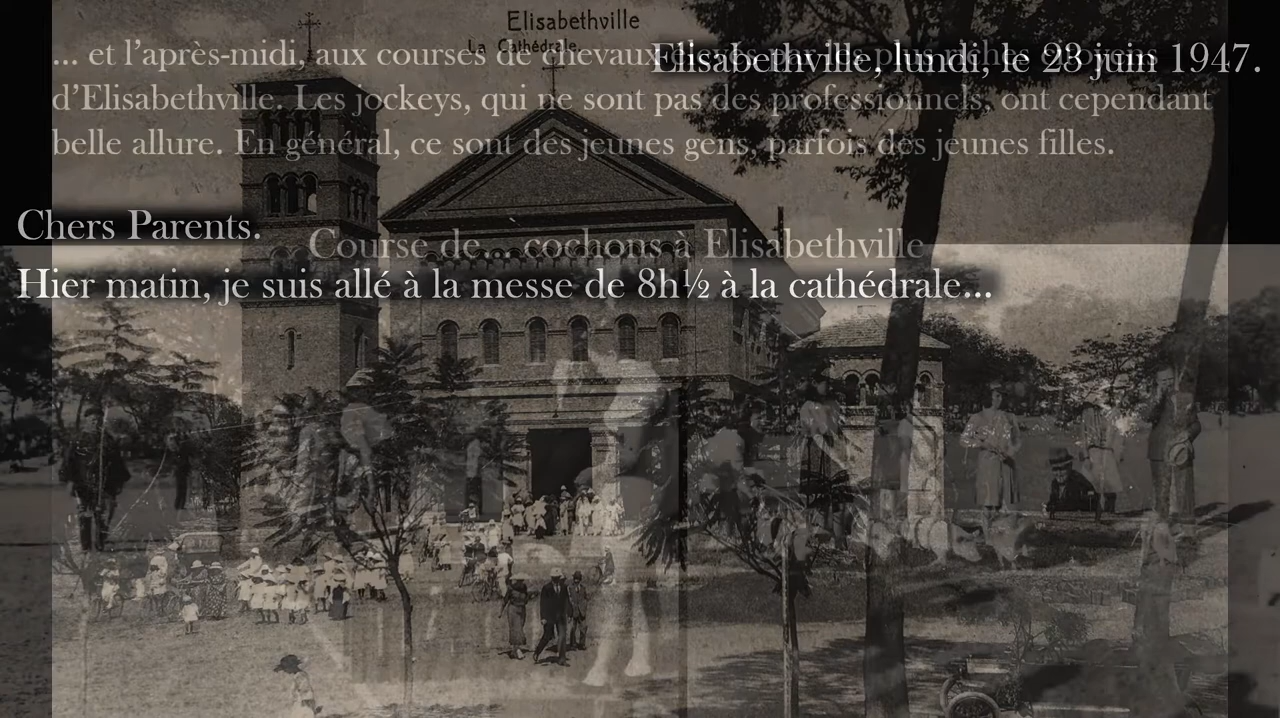 Elisabethville
La Cathédrale.
Elisabethville, lundi, le 23 juin 1947.
... et l’après-midi, aux courses de chevaux
d’Elisabethville. Les jockeys, qui ne sont pas des professionnels, ont cependant
belle allure. En général, ce sont des jeunes gens, parfois des jeunes filles.
Chers Parents.
Course de... cochons à Elisabethville
Hier matin, je suis allé à la messe de 8h½ à la cathédrale...